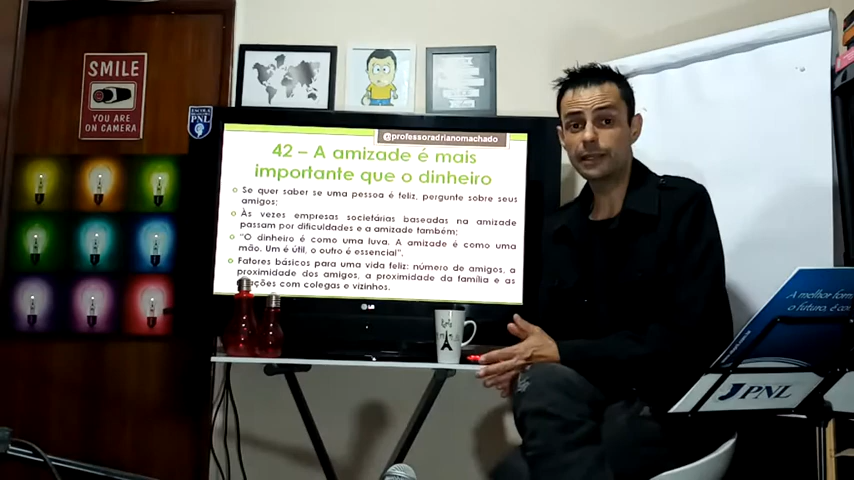 SMILE
YOU ARE
ON CAMERA
ESCOLA
PNL
@professoradrianomachado
42 – A amizade é mais
importante que o dinheiro
Se quer saber se uma pessoa é feliz, pergunte sobre seus
amigos;
Às vezes empresas societárias baseadas na amizade
passam por dificuldades e a amizade também;
"O dinheiro é como uma luva. A amizade é como uma
mão. Um é útil, o outro é essencial".
Fatores básicos para uma vida feliz: número de amigos, a
proximidade dos amigos, a proximidade da família e as
com colegas e vizinhos.
LG
A melhor
o futuro, é
PNL